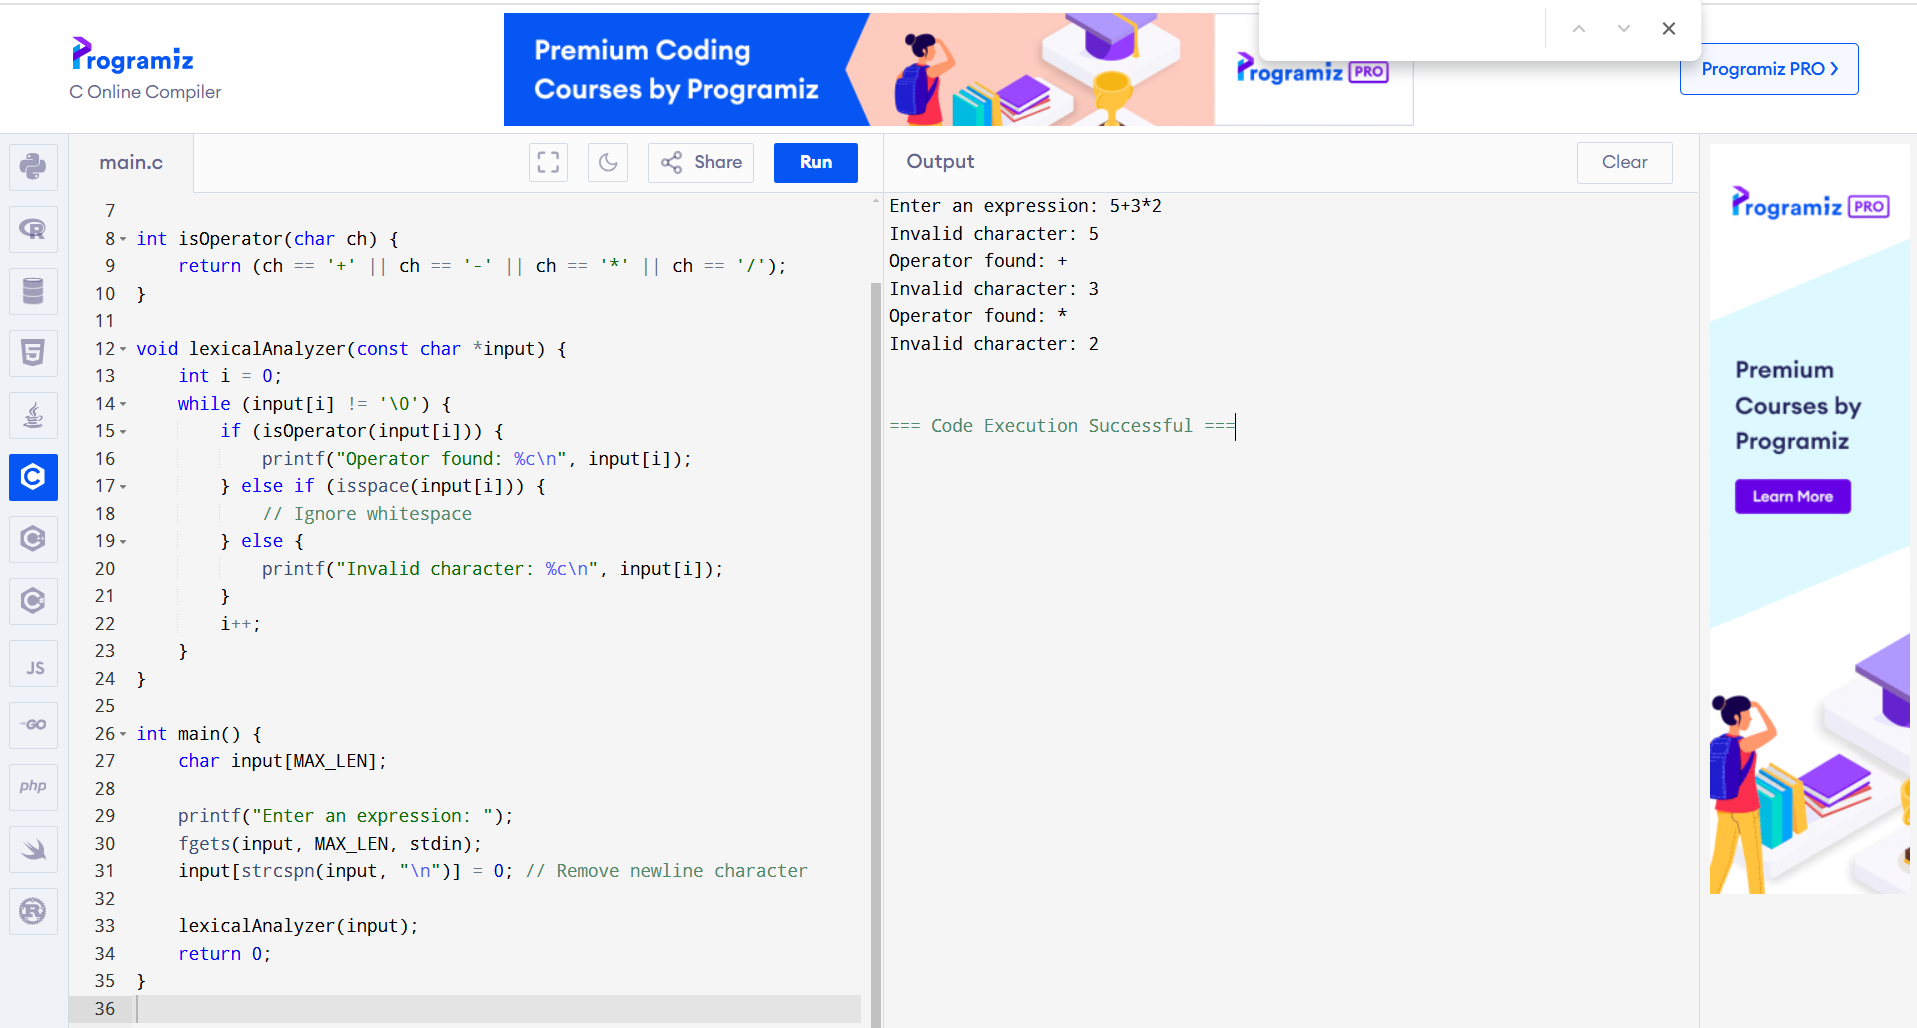 Programiz
C Online Compiler
Premium Coding
Courses by Programiz
Programiz PRO
Programiz PRO
main.c
Share
Run
Output
Clear
7
8 int isOperator(char ch) {
9     return (ch == '+' || ch == '-' || ch == '*' || ch == '/');
10 }
11
12 void lexicalAnalyzer(const char *input) {
13     int i = 0;
14     while (input[i] != '\0') {
15         if (isOperator(input[i])) {
16             printf("Operator found: %c\n", input[i]);
17         } else if (isspace(input[i])) {
18             // Ignore whitespace
19         } else {
20             printf("Invalid character: %c\n", input[i]);
21         }
22         i++;
23     }
24 }
25
26 int main() {
27     char input[MAX_LEN];
28
29     printf("Enter an expression: ");
30     fgets(input, MAX_LEN, stdin);
31     input[strcspn(input, "\n")] = 0; // Remove newline character
32
33     lexicalAnalyzer(input);
34     return 0;
35 }
36
Enter an expression: 5+3*2
Invalid character: 5
Operator found: +
Invalid character: 3
Operator found: *
Invalid character: 2
=== Code Execution Successful ===
R
5
C
C
C
JS
GO
php
R
Programiz PRO
Premium
Courses by
Programiz
Learn More